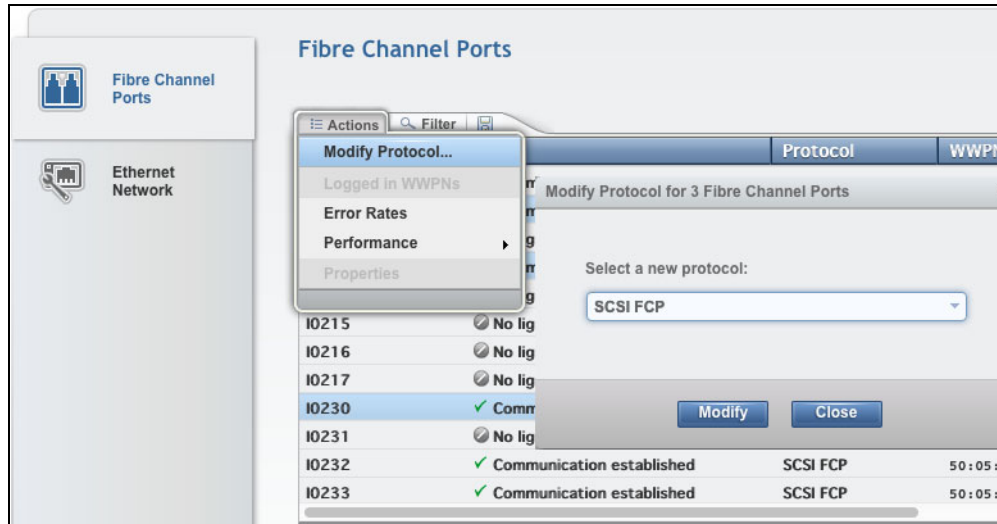 Fibre Channel Ports
Fibre Channel
Ports
Ethernet
Network
Actions Filter
Protocol
Modify Protocol...
Logged in WWPNs
Error Rates
Performance
Properties
Modify Protocol for 3 Fibre Channel Ports
Select a new protocol:
SCSI FCP
Modify Close
I0215 No lig
I0216 No lig
I0217 No lig
I0230 Comm
I0231 No lig
I0232 Communication established SCSI FCP 50:05:
I0233 Communication established SCSI FCP 50:05: